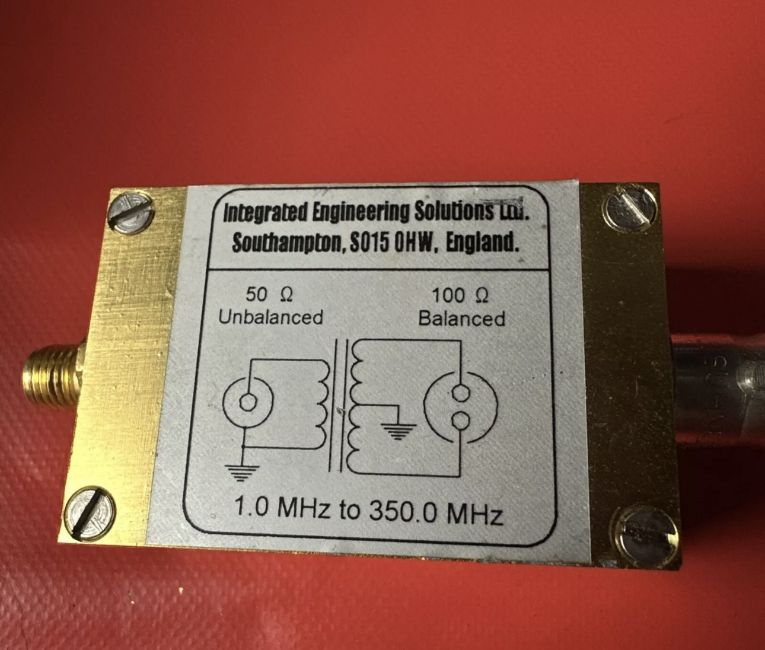 Integrated Engineering Solutions Ltd.
Southampton, SO15 0HW, England.
50 Ω
Unbalanced
100 Ω
Balanced
1.0 MHz to 350.0 MHz